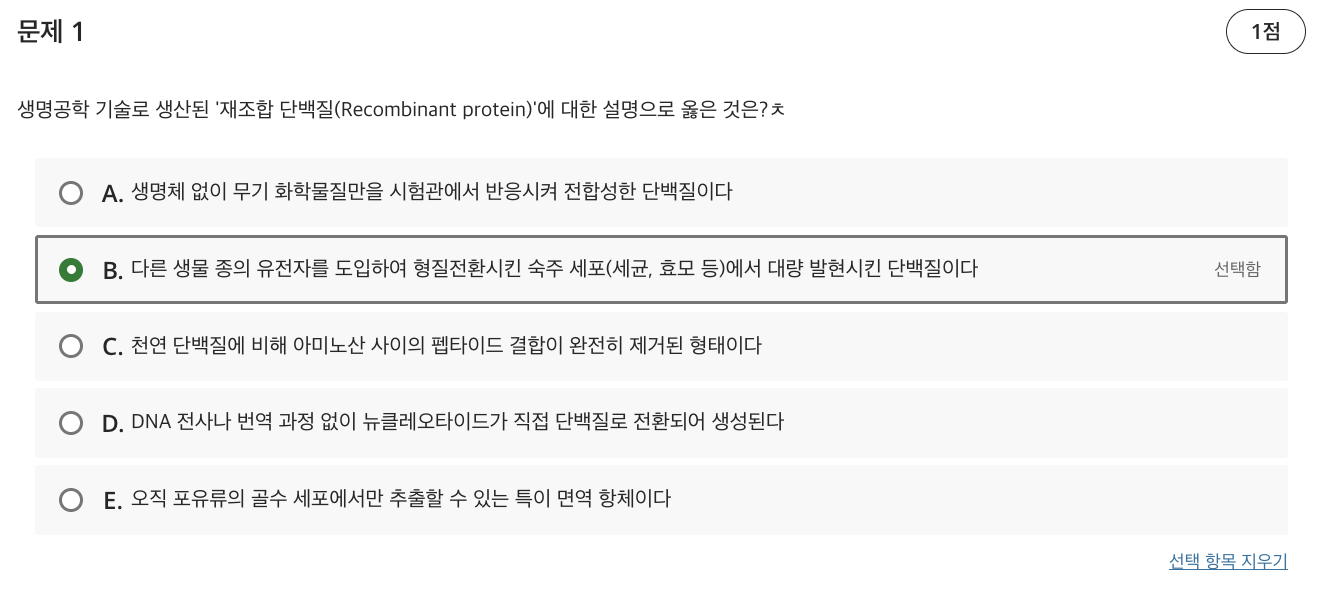 문제 1
1점
생명공학 기술로 생산된 '재조합 단백질(Recombinant protein)'에 대한 설명으로 옳은 것은?ㅊ
A. 생명체 없이 무기 화학물질만을 시험관에서 반응시켜 전합성한 단백질이다
B. 다른 생물 종의 유전자를 도입하여 형질전환시킨 숙주 세포(세균, 효모 등)에서 대량 발현시킨 단백질이다
선택함
C. 천연 단백질에 비해 아미노산 사이의 펩타이드 결합이 완전히 제거된 형태이다
D. DNA 전사나 번역 과정 없이 뉴클레오타이드가 직접 단백질로 전환되어 생성된다
E. 오직 포유류의 골수 세포에서만 추출할 수 있는 특이 면역 항체이다
선택 항목 지우기